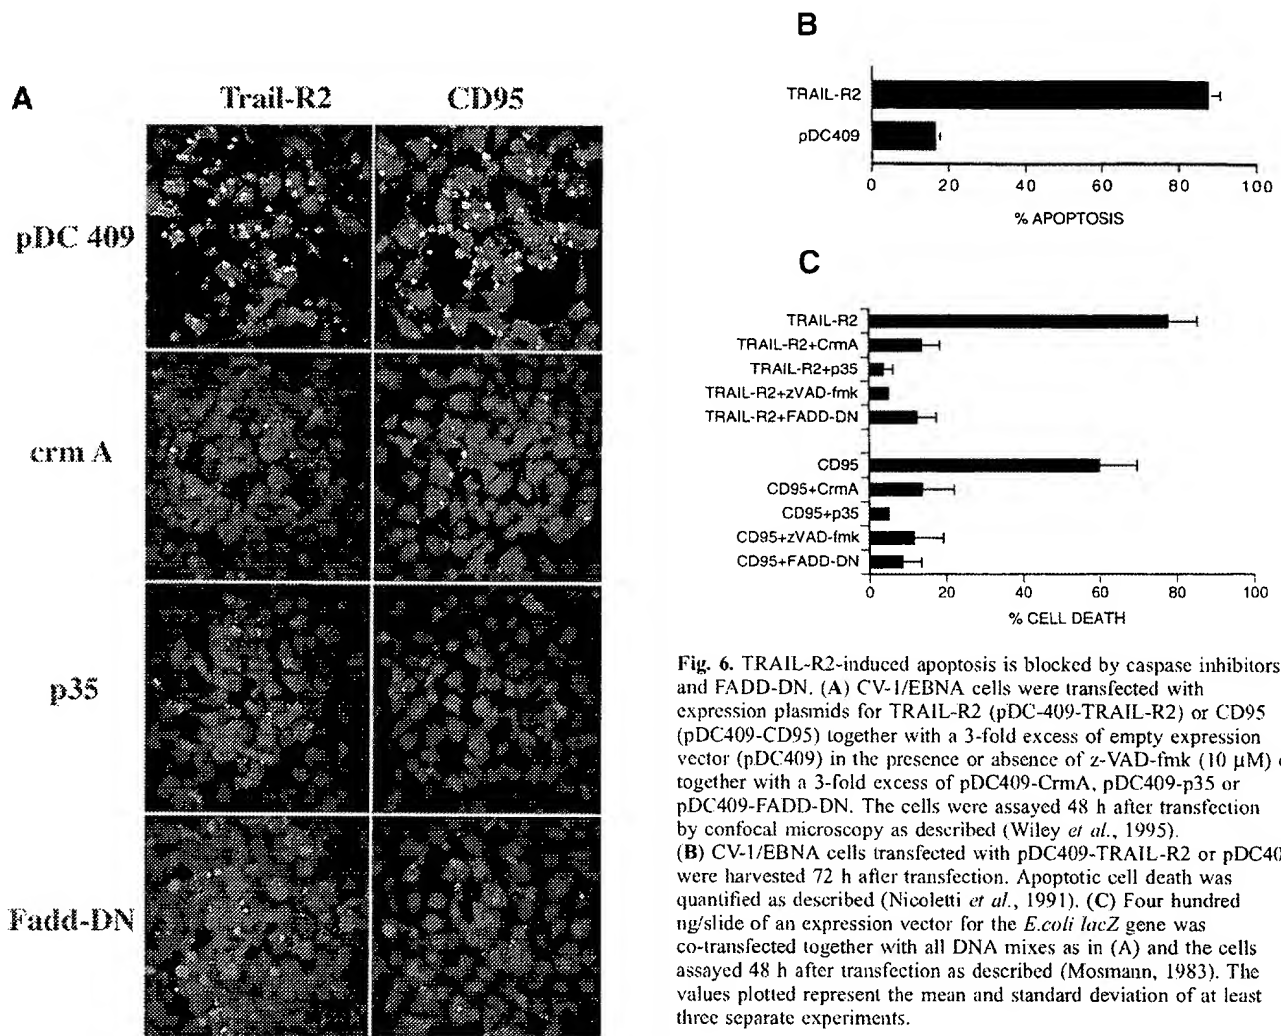 A
Trail-R2 CD95
pDC 409
crm A
p35
Fadd-DN
B
TRAIL-R2
pDC409
0 20 40 60 80 100
% APOPTOSIS
C
TRAIL-R2
TRAIL-R2+CrmA
TRAIL-R2+p35
TRAIL-R2+zVAD-fmk
TRAIL-R2+FADD-DN
CD95
CD95+CrmA
CD95+p35
CD95+zVAD-fmk
CD95+FADD-DN
0 20 40 60 80 100
% CELL DEATH
Fig. 6. TRAIL-R2-induced apoptosis is blocked by caspase inhibitors
and FADD-DN. (A) CV-1/EBNA cells were transfected with
expression plasmids for TRAIL-R2 (pDC-409-TRAIL-R2) or CD95
(pDC409-CD95) together with a 3-fold excess of empty expression
vector (pDC409) in the presence or absence of z-VAD-fmk (10 µM)
together with a 3-fold excess of pDC409-CrmA, pDC409-p35 or
pDC409-FADD-DN. The cells were assayed 48 h after transfection
by confocal microscopy as described (Wiley et al., 1995).
(B) CV-1/EBNA cells transfected with pDC409-TRAIL-R2 or
were harvested 72 h after transfection. Apoptotic cell death was
quantified as described (Nicoletti et al., 1991). (C) Four hundred
ng/slide of an expression vector for the E.coli lacZ gene was
co-transfected together with all DNA mixes as in (A) and the cells
assayed 48 h after transfection as described (Mosmann, 1983). The
values plotted represent the mean and standard deviation of at least
three separate experiments.